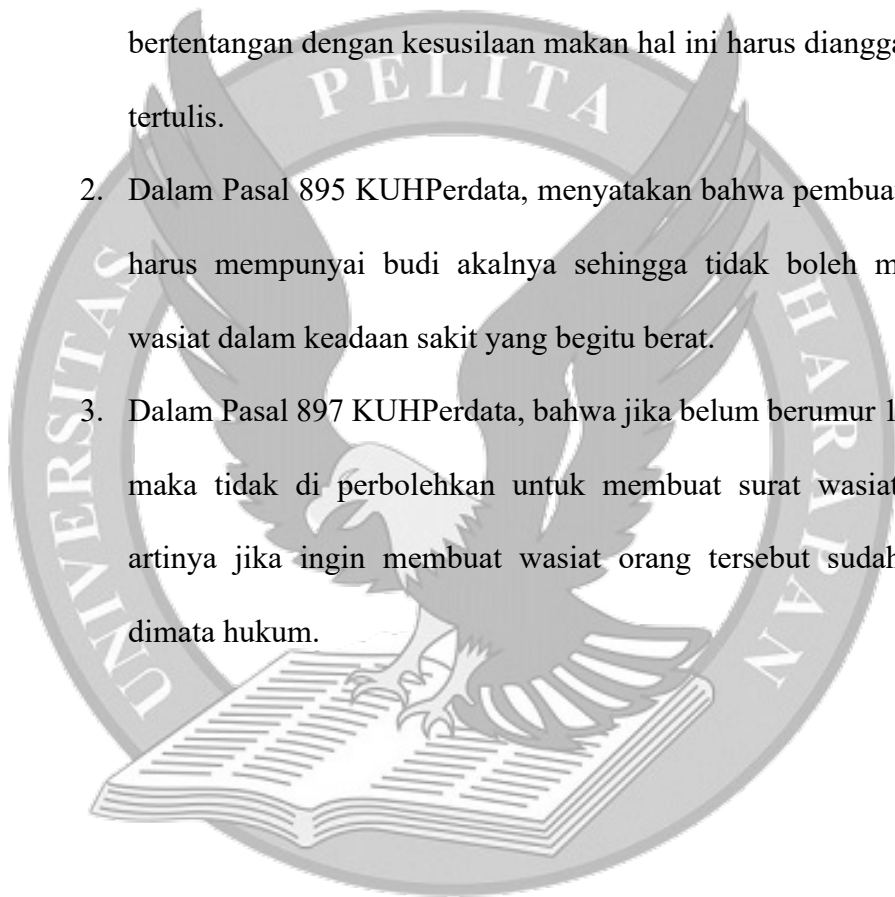 bertentangan dengan kesusilaan makan hal ini harus diangga
tertulis.
2. Dalam Pasal 895 KUHPerdata, menyatakan bahwa pembua
harus mempunyai budi akalnya sehingga tidak boleh m
wasiat dalam keadaan sakit yang begitu berat.
3. Dalam Pasal 897 KUHPerdata, bahwa jika belum berumur 1
maka tidak di perbolehkan untuk membuat surat wasiat
artinya jika ingin membuat wasiat orang tersebut sudah
dimata hukum.
UNIVERSITAS PELITA HARAPAN